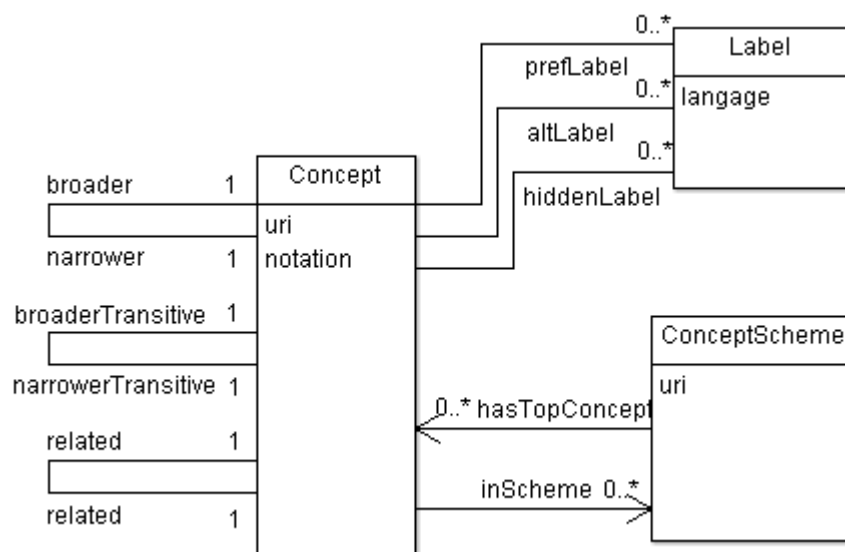 0..*
Label
prefLabel
0..*
langage
altLabel
0..*
hiddenLabel
Concept
broader 1
uri
narrower 1
notation
broaderTransitive 1
narrowerTransitive 1
related 1
related 1
ConceptScheme
uri
0..* hasTopConcept
inScheme 0..*